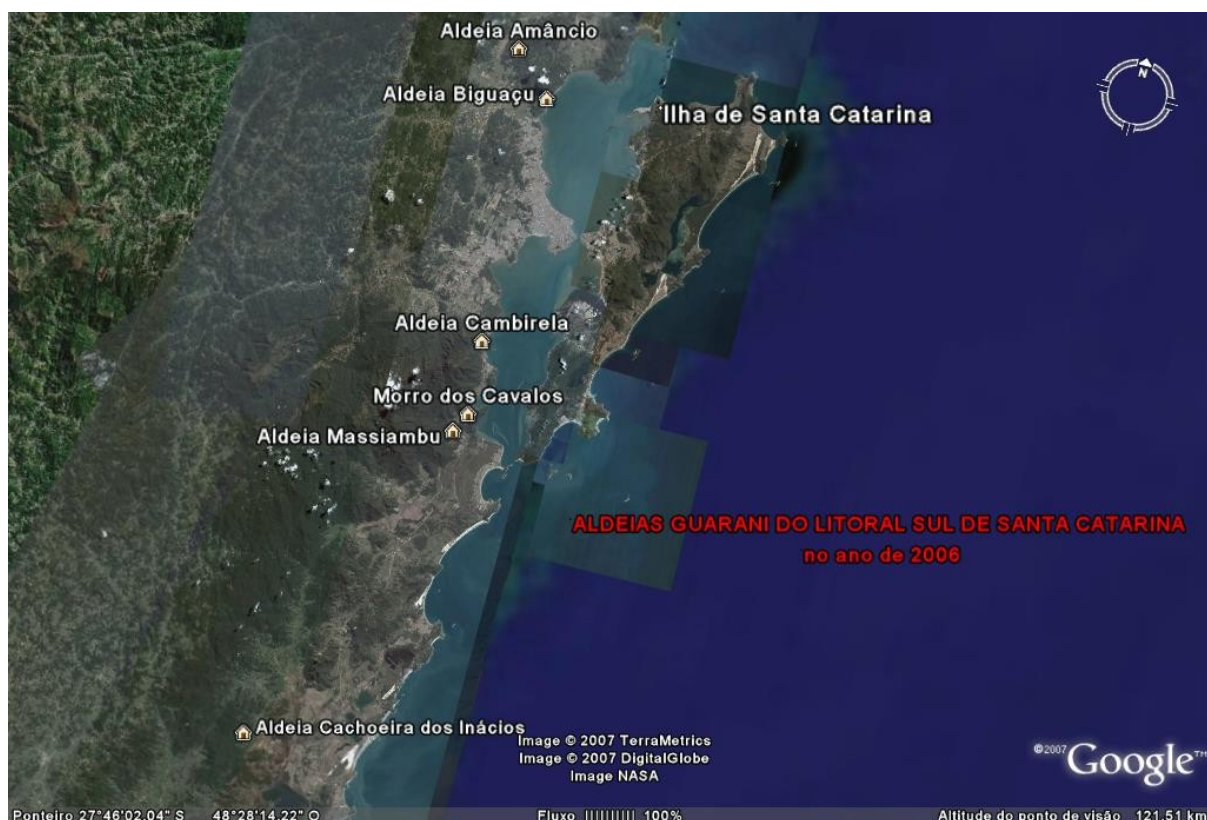 Aldeia Amâncio
Aldeia Biguaçu
Ilha de Santa Catarina
N
Aldeia Cambirela
Morro dos Cavalos
Aldeia Massiambu
ALDEIAS GUARANI DO LITORAL SUL DE SANTA CATARINA
no ano de 2006
Aldeia Cachoeira dos Inácios
Image © 2007 TerraMetrics
Image © 2007 DigitalGlobe
Image NASA
©2007 Google™
Ponteiro 27°46'02.04" S 48°28'14.22" O Fluxo |||||||||| 100% Altitude do ponto de visão 121.51 km